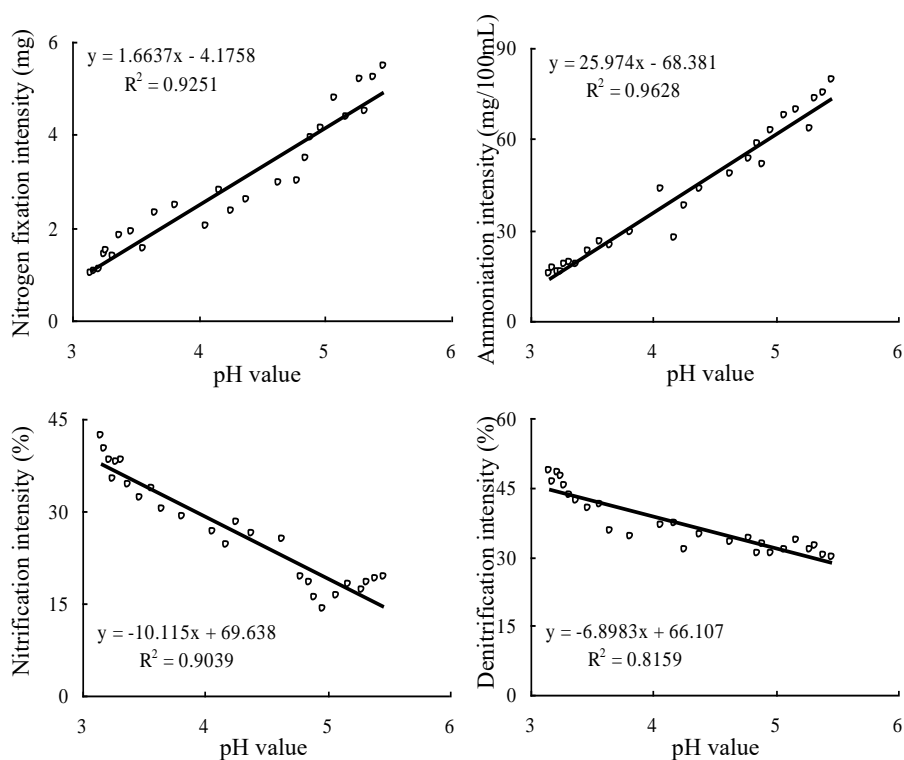 Nitrogen fixation intensity (mg)
y = 1.6637x - 4.1758
R² = 0.9251
6
4
2
0
3 4 5 6
pH value
Ammoniation intensity (mg/100mL)
y = 25.974x - 68.381
R² = 0.9628
90
60
30
0
3 4 5 6
pH value
Nitrification intensity (%)
45
30
15
0
y = -10.115x + 69.638
R² = 0.9039
3 4 5 6
pH value
Denitrification intensity (%)
60
45
30
15
0
y = -6.8983x + 66.107
R² = 0.8159
3 4 5 6
pH value